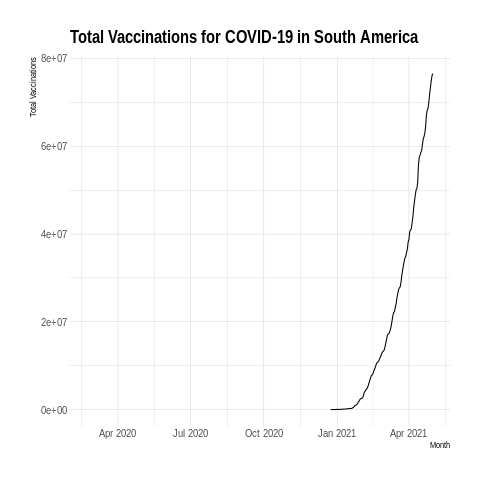 Total Vaccinations for COVID-19 in South America
Total Vaccinations
8e+07
6e+07
4e+07
2e+07
0e+00
Apr 2020 Jul 2020 Oct 2020 Jan 2021 Apr 2021
Month